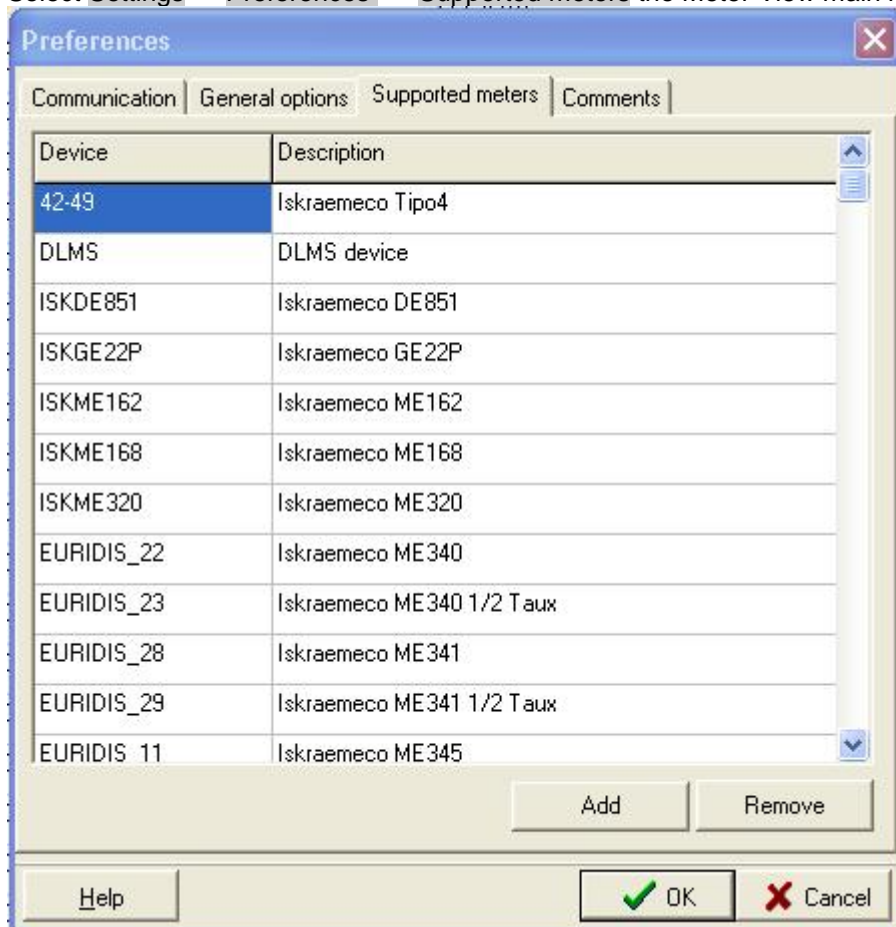 Preferences
Communication General options Supported meters Comments
Device Description
42-49 Iskraemeco Tipo4
DLMS DLMS device
ISKDE851 Iskraemeco DE851
ISKGE22P Iskraemeco GE22P
ISKME162 Iskraemeco ME162
ISKME168 Iskraemeco ME168
ISKME320 Iskraemeco ME320
EURIDIS_22 Iskraemeco ME340
EURIDIS_23 Iskraemeco ME340 1/2 Taux
EURIDIS_28 Iskraemeco ME341
EURIDIS_29 Iskraemeco ME341 1/2 Taux
EURIDIS_11 Iskraemeco ME345
Add Remove
Help OK Cancel